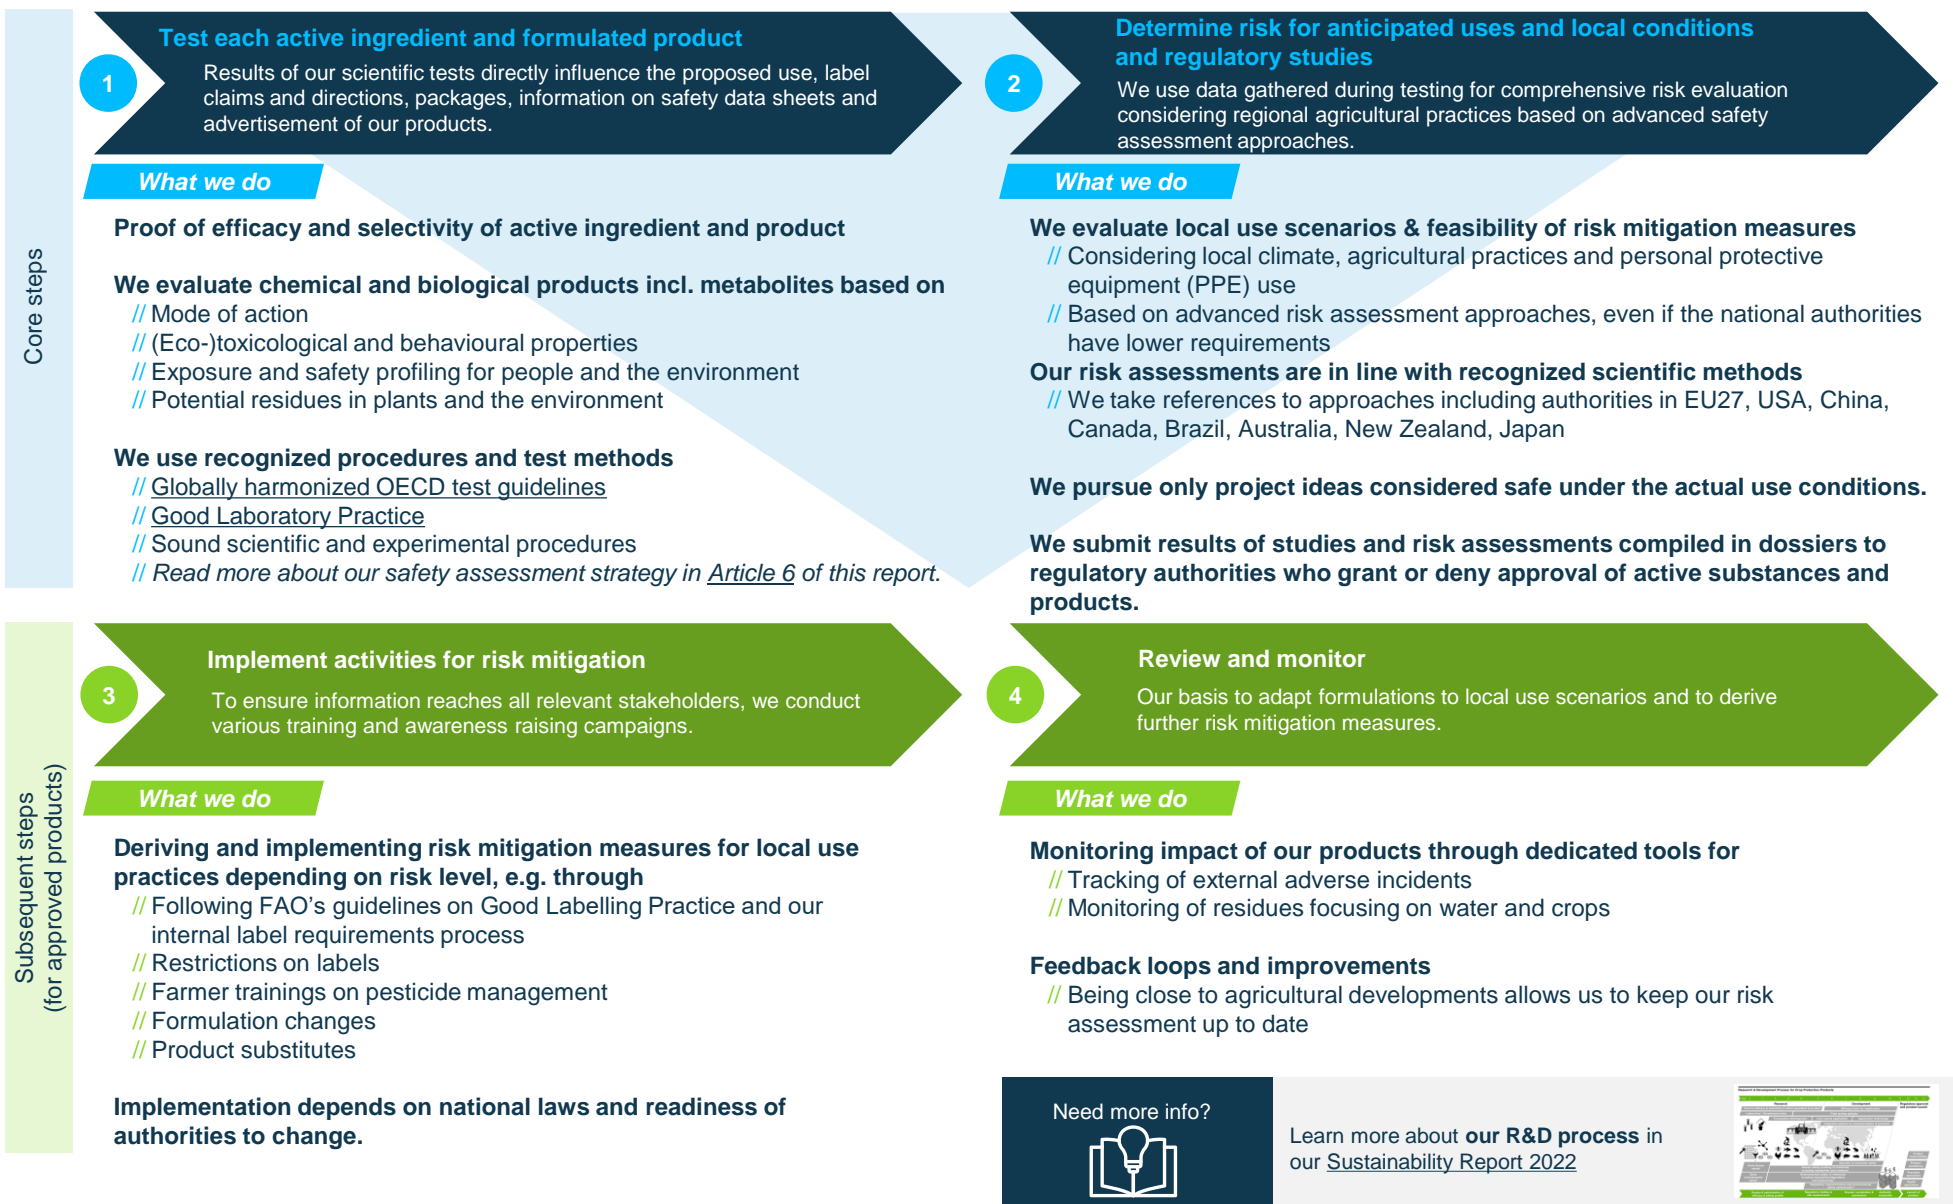 Core steps
1
Test each active ingredient and formulated product
Results of our scientific tests directly influence the proposed use, label
claims and directions, packages, information on safety data sheets and
advertisement of our products.
What we do
Proof of efficacy and selectivity of active ingredient and product
We evaluate chemical and biological products incl. metabolites based on
// Mode of action
// (Eco-)toxicological and behavioural properties
// Exposure and safety profiling for people and the environment
// Potential residues in plants and the environment
We use recognized procedures and test methods
// Globally harmonized OECD test guidelines
// Good Laboratory Practice
// Sound scientific and experimental procedures
// Read more about our safety assessment strategy in Article 6 of this report.
2
Determine risk for anticipated uses and local conditions
and regulatory studies
We use data gathered during testing for comprehensive risk evaluation
considering regional agricultural practices based on advanced safety
assessment approaches.
What we do
We evaluate local use scenarios & feasibility of risk mitigation measures
// Considering local climate, agricultural practices and personal protective
equipment (PPE) use
// Based on advanced risk assessment approaches, even if the national authorities
have lower requirements
Our risk assessments are in line with recognized scientific methods
// We take references to approaches including authorities in EU27, USA, China,
Canada, Brazil, Australia, New Zealand, Japan
We pursue only project ideas considered safe under the actual use conditions.
We submit results of studies and risk assessments compiled in dossiers to
regulatory authorities who grant or deny approval of active substances and
products.
Subsequent steps
(for approved products)
3
Implement activities for risk mitigation
To ensure information reaches all relevant stakeholders, we conduct
various training and awareness raising campaigns.
What we do
Deriving and implementing risk mitigation measures for local use
practices depending on risk level, e.g. through
// Following FAO's guidelines on Good Labelling Practice and our
internal label requirements process
// Restrictions on labels
// Farmer trainings on pesticide management
// Formulation changes
// Product substitutes
Implementation depends on national laws and readiness of
authorities to change.
4
Review and monitor
Our basis to adapt formulations to local use scenarios and to derive
further risk mitigation measures.
What we do
Monitoring impact of our products through dedicated tools for
// Tracking of external adverse incidents
// Monitoring of residues focusing on water and crops
Feedback loops and improvements
// Being close to agricultural developments allows us to keep our risk
assessment up to date
Need more info?
Learn more about our R&D process in
our Sustainability Report 2022
Research & Development Process for Crop Protection Products
Research
Development